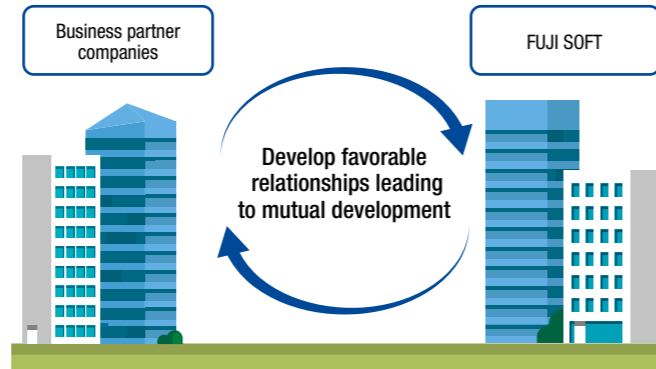 Business partner
companies
FUJI SOFT
Develop favorable
relationships leading
to mutual development